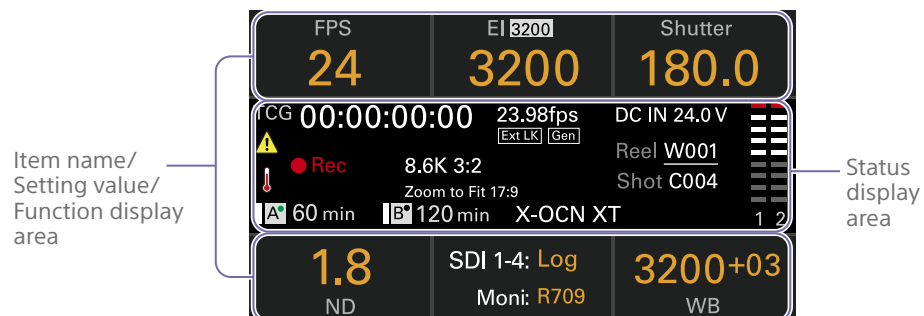 FPS
EI 3200
Shutter
24
3200
180.0
TCG 00:00:00:00
23.98fps
DC IN 24.0 V
Ext LK Gen
Rec
8.6K 3:2
Reel W001
Zoom to Fit 17:9
Shot C004
A 60 min
B 120 min
X-OCN XT
1 2
1.8
SDI 1-4: Log
3200+03
ND
Moni: R709
WB
Item name/
Setting value/
Function display
area
Status
display
area